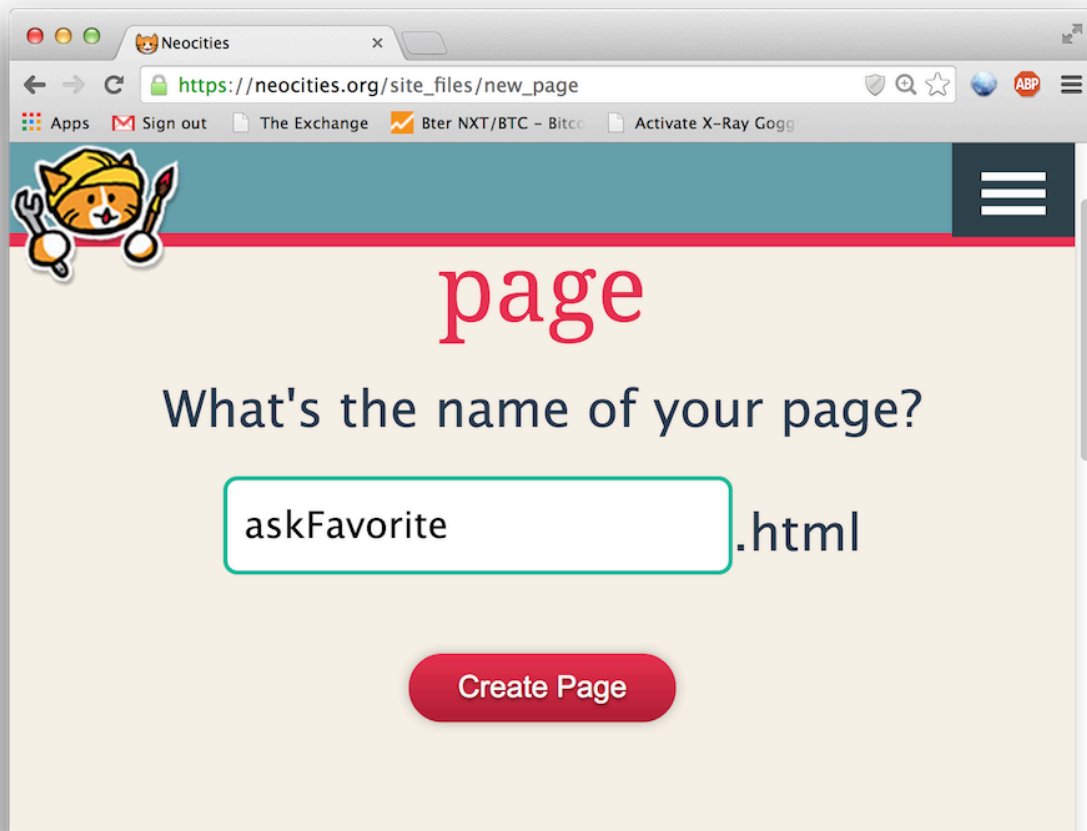 Neocities
https://neocities.org/site_files/new_page
ABP
Apps Sign out The Exchange Bter NXT/BTC – Bitco Activate X-Ray Gogg
page
What's the name of your page?
askFavorite .html
Create Page